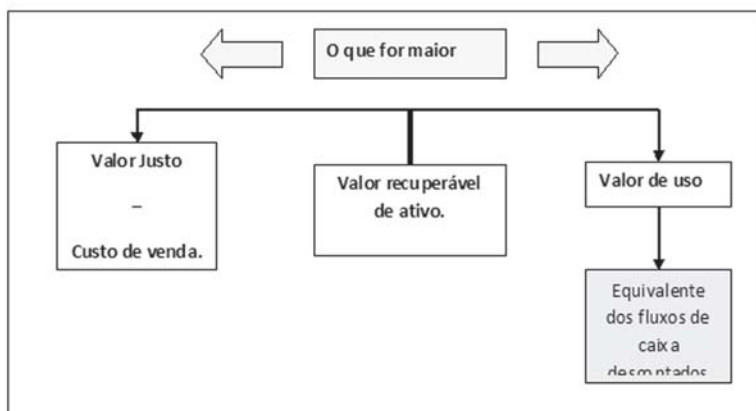 O que for maior
Valor Justo
–
Custo de venda.
Valor recuperável
de ativo.
Valor de uso
Equivalente
dos fluxos de
caixa
descontados